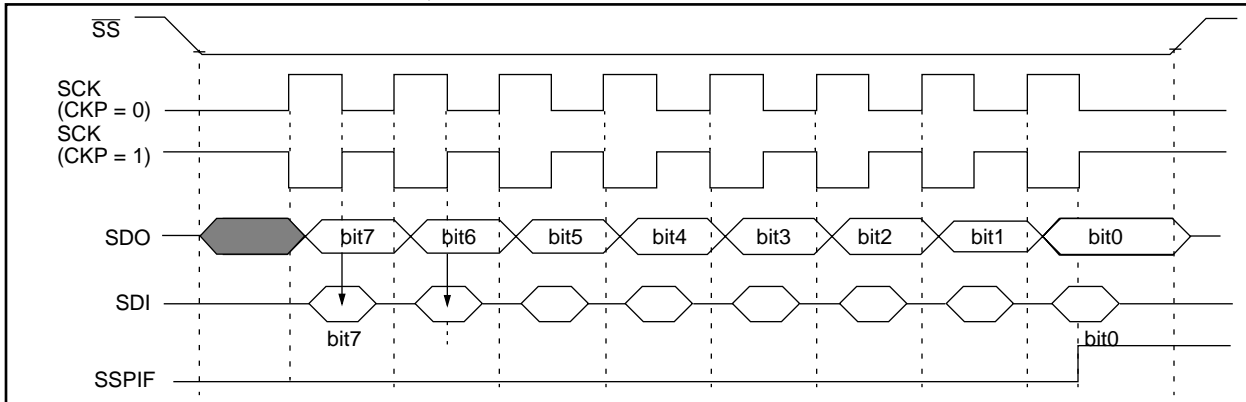 SS
SCK
(CKP = 0)
SCK
(CKP = 1)
SDO bit7 bit6 bit5 bit4 bit3 bit2 bit1 bit0
SDI
bit7 bit0
SSPIF